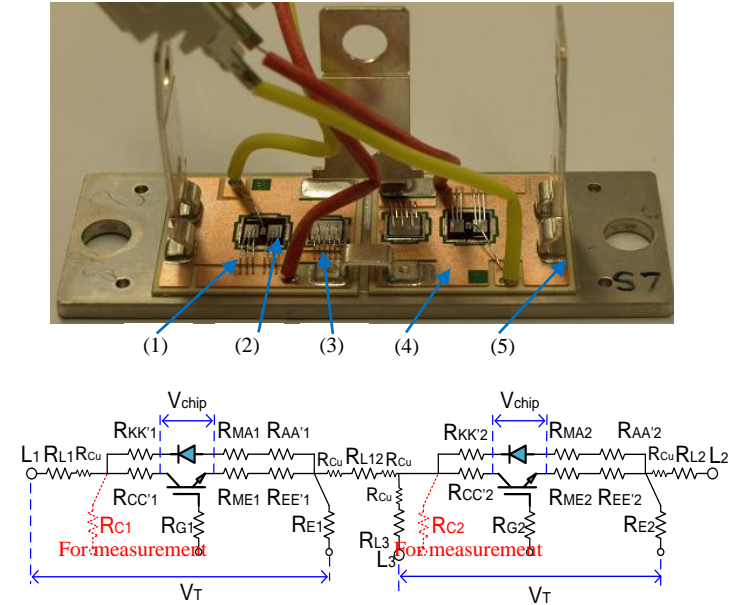 S7
(1) (2) (3) (4) (5)
Vchip Vchip
RKK'1 RMA1 RAA'1 RKK'2 RMA2 RAA'2
L1 RL1 RCu RCu RL12 RCu RCu RL2 L2
RCC'1 RME1 REE'1 RCu RCC'2 RME2 REE'2
RC1 RG1 RE1 RL3 RC2 RG2 RE2
For measurement L3 For measurement
VT VT